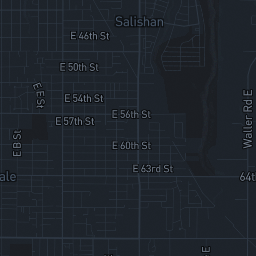 Salishan
E 46th St
E 50th St
E E St
E 54th St
E 56th St
E 57th St
Waller Rd E
E B St
E 60th St
E 63rd St
64th
ale
E